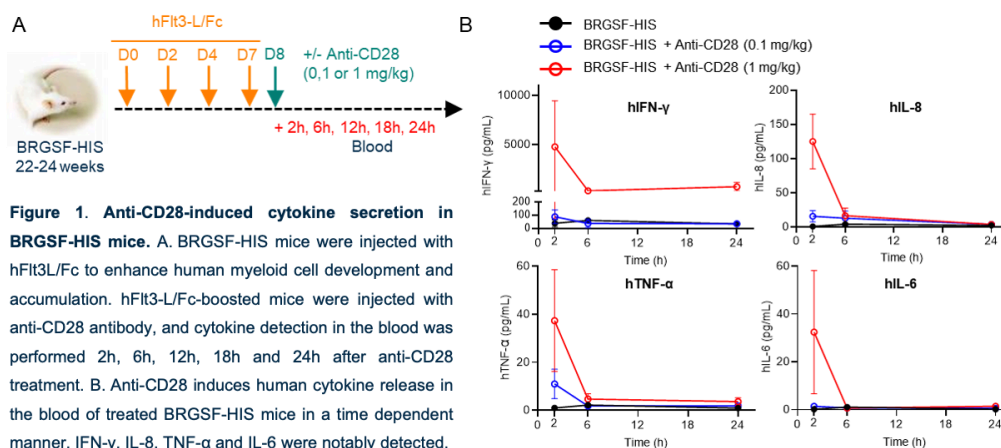 A
hFlt3-L/Fc
D0 D2 D4 D7 D8 +/- Anti-CD28
(0,1 or 1 mg/kg)
+ 2h, 6h, 12h, 18h, 24h
Blood
BRGSF-HIS
22-24 weeks
Figure 1. Anti-CD28-induced cytokine secretion in
BRGSF-HIS mice. A. BRGSF-HIS mice were injected with
hFlt3L/Fc to enhance human myeloid cell development and
accumulation. hFlt3-L/Fc-boosted mice were injected with
anti-CD28 antibody, and cytokine detection in the blood was
performed 2h, 6h, 12h, 18h and 24h after anti-CD28
treatment. B. Anti-CD28 induces human cytokine release in
the blood of treated BRGSF-HIS mice in a time dependent
manner. IFN-γ, IL-8, TNF-α and IL-6 were notably detected.
B
BRGSF-HIS
BRGSF-HIS + Anti-CD28 (0.1 mg/kg)
BRGSF-HIS + Anti-CD28 (1 mg/kg)
hIFN-γ
hIFN-γ (pg/mL)
10000
5000
200
100
0
0 2 6 12 18 24
Time (h)
hIL-8
hIL-8 (pg/mL)
200
150
100
50
0
0 2 6 12 18 24
Time (h)
hTNF-α
hTNF-α (pg/mL)
60
40
20
0
0 2 6 12 18 24
Time (h)
hIL-6
hIL-6 (pg/mL)
60
40
20
0
0 2 6 12 18 24
Time (h)